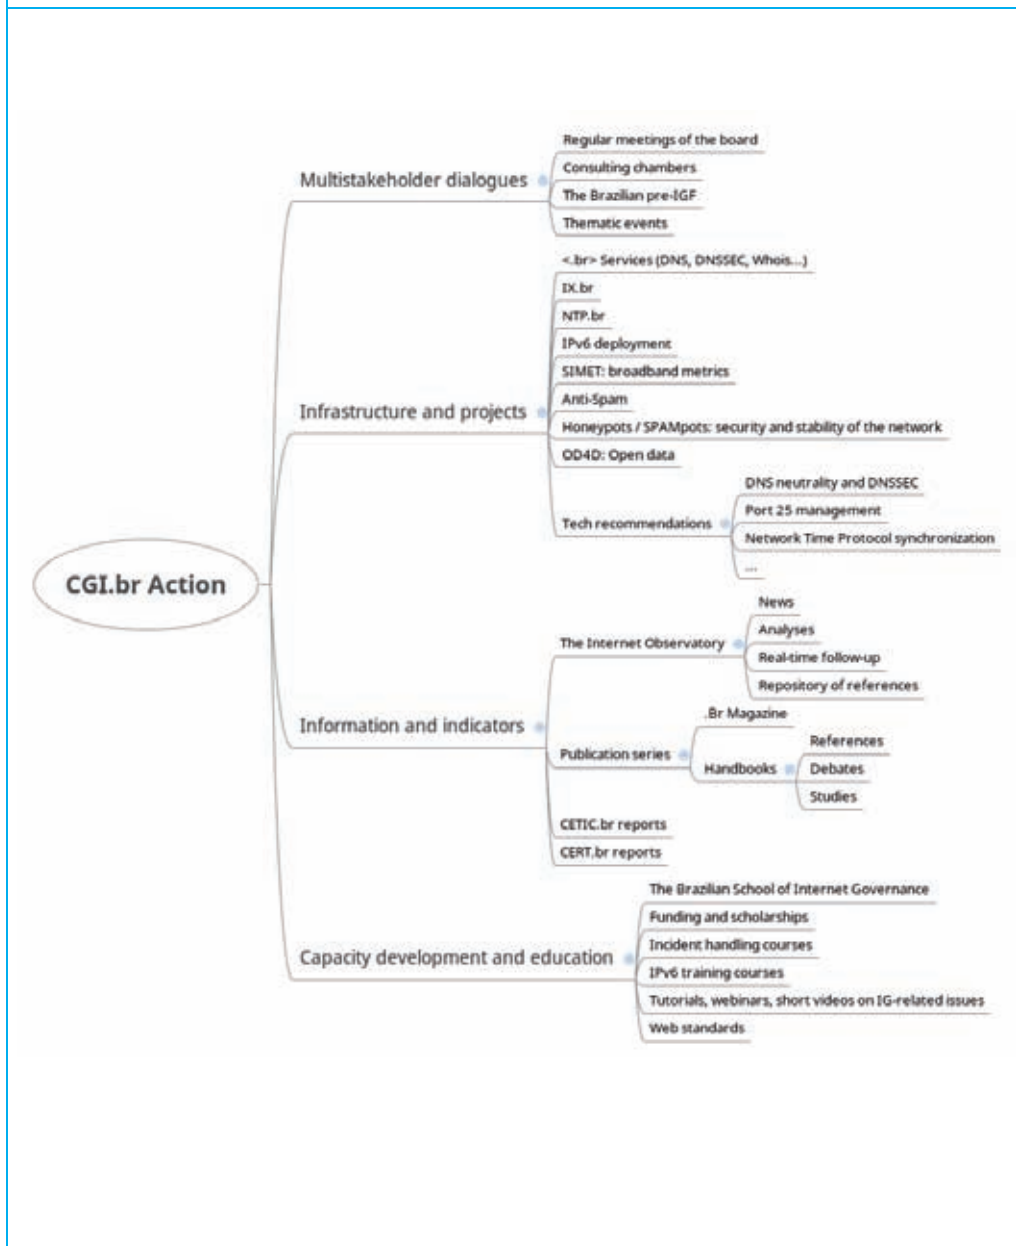 CGI.br Action
Multistakeholder dialogues
Regular meetings of the board
Consulting chambers
The Brazilian pre-IGF
Thematic events
Infrastructure and projects
<.br> Services (DNS, DNSSEC, Whois...)
IX.br
NTP.br
IPv6 deployment
SIMET: broadband metrics
Anti-Spam
Honeypots / SPAMpots: security and stability of the network
OD4D: Open data
Tech recommendations
DNS neutrality and DNSSEC
Port 25 management
Network Time Protocol synchronization
...
Information and indicators
The Internet Observatory
News
Analyses
Real-time follow-up
Repository of references
Publication series
.Br Magazine
Handbooks
References
Debates
Studies
CETIC.br reports
CERT.br reports
Capacity development and education
The Brazilian School of Internet Governance
Funding and scholarships
Incident handling courses
IPv6 training courses
Tutorials, webinars, short videos on IG-related issues
Web standards